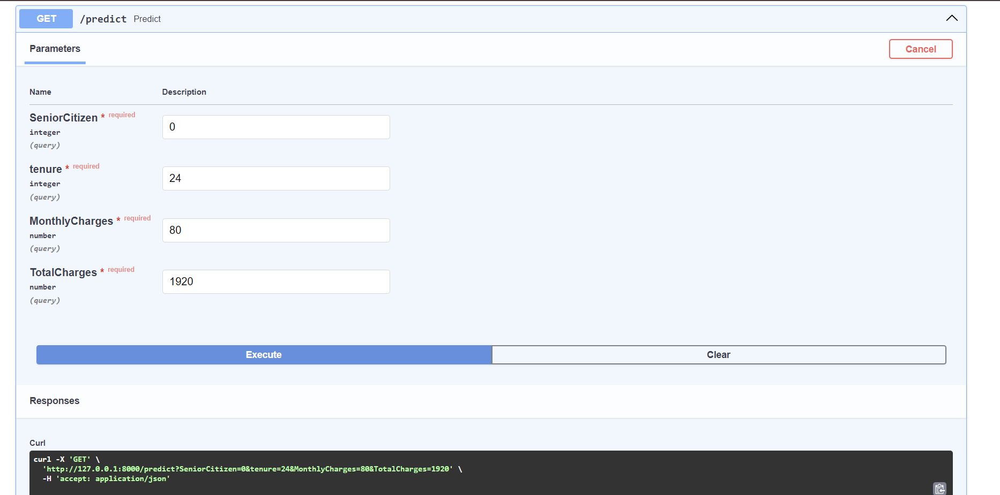 GET /predict Predict
Parameters
Cancel
Name Description
SeniorCitizen * required
integer
(query)
0
tenure * required
integer
(query)
24
MonthlyCharges * required
number
(query)
80
TotalCharges * required
number
(query)
1920
Execute Clear
Responses
Curl
curl -X 'GET' \
'http://127.0.0.1:8000/predict?SeniorCitizen=0&tenure=24&MonthlyCharges=80&TotalCharges=1920' \
-H 'accept: application/json'